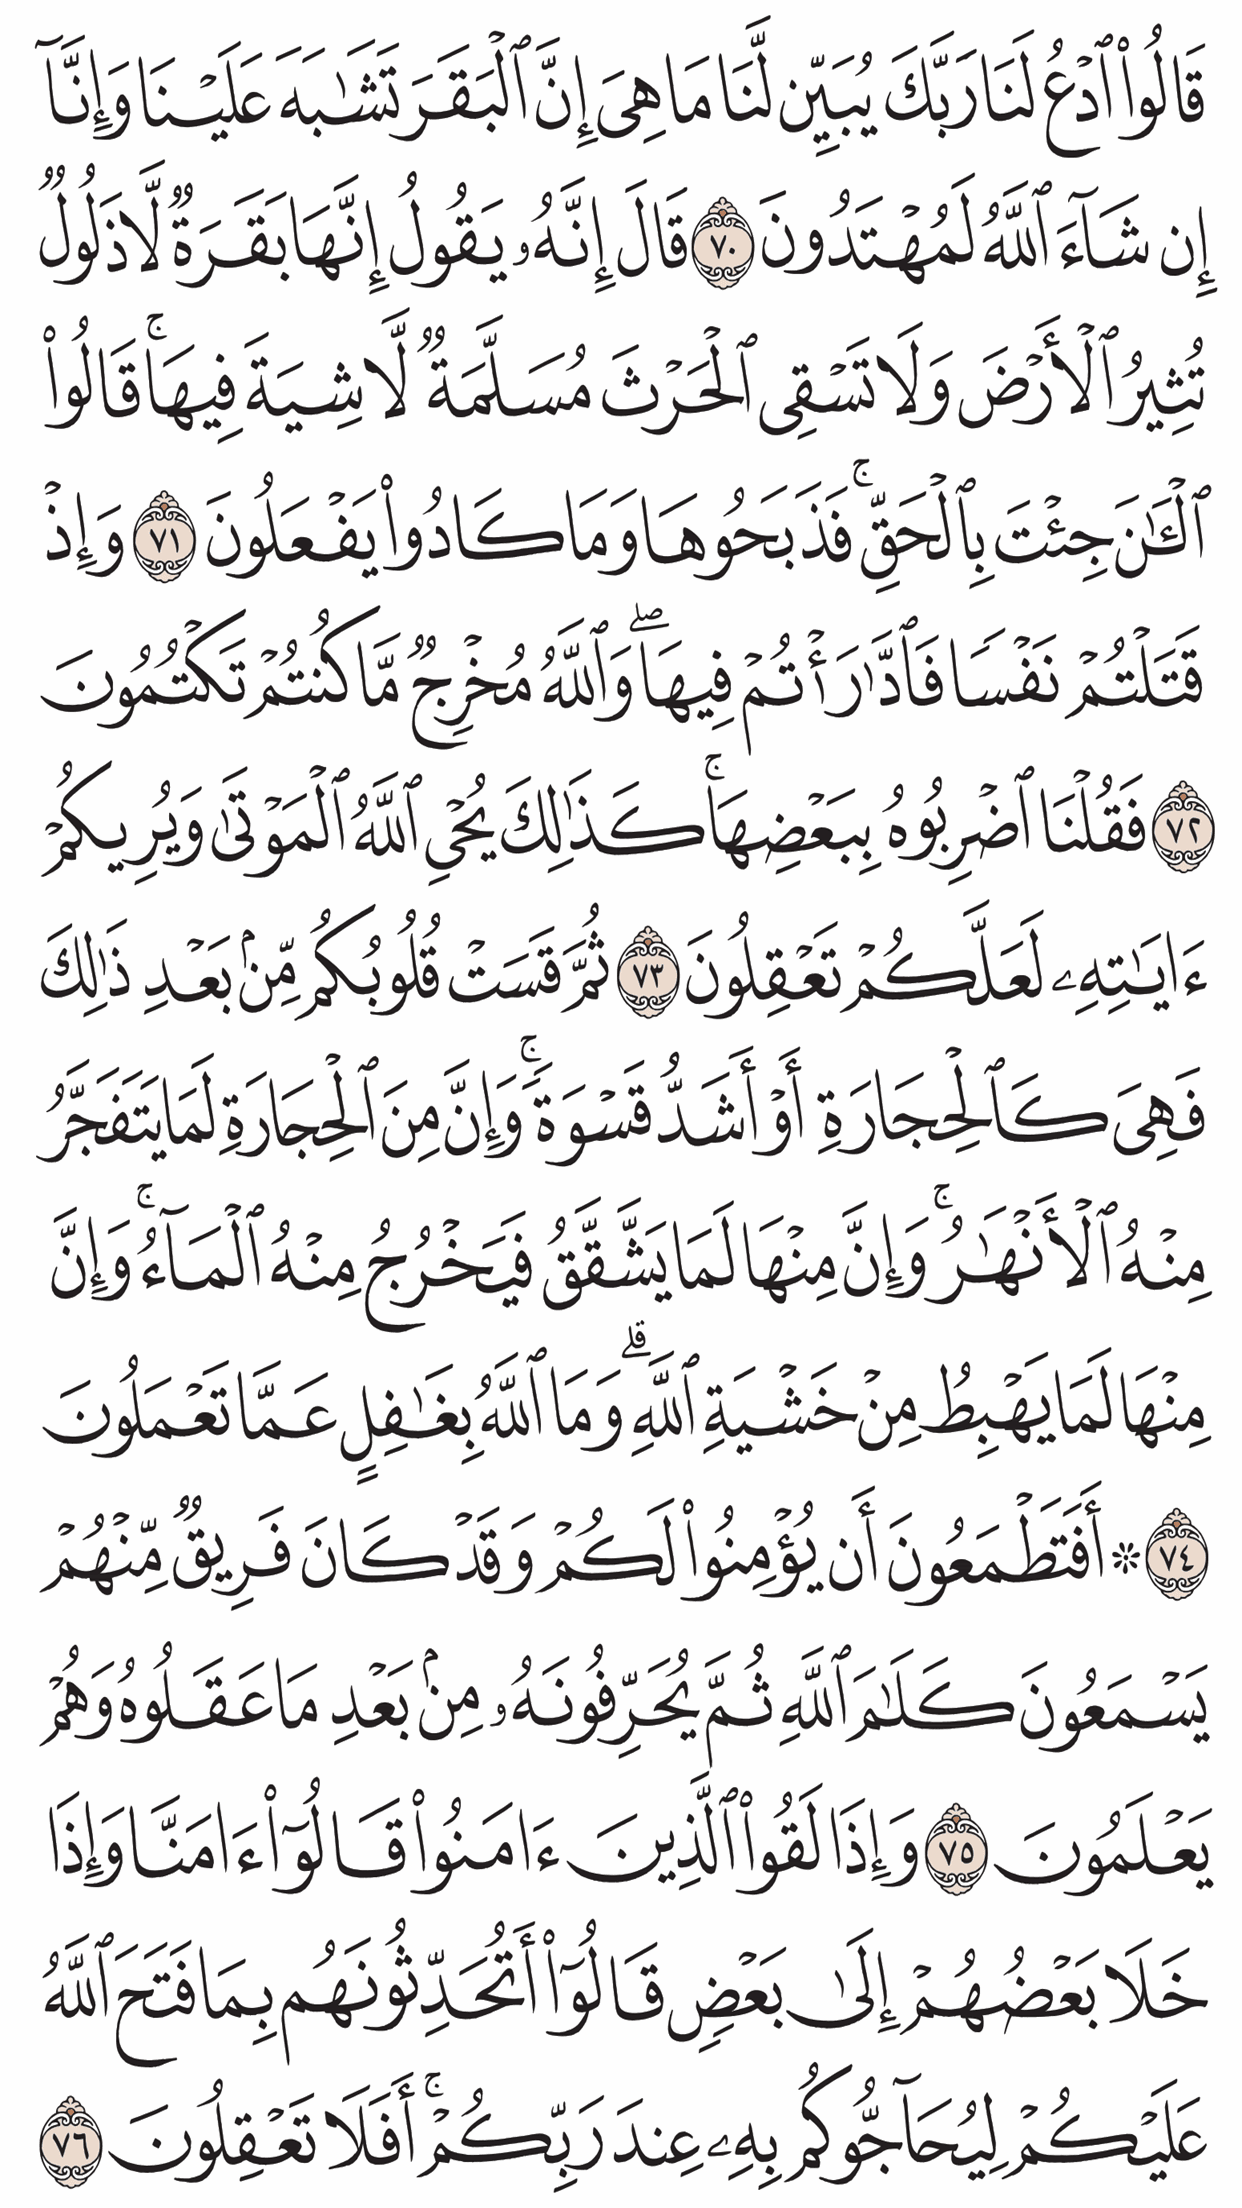 قَالُواْ ٱدۡعُ لَنَا رَبَّكَ يُبَيِّن لَّنَا مَا هِيَ إِنَّ ٱلۡبَقَرَ تَشَٰبَهَ عَلَيۡنَا وَإِنَّآ
إِن شَآءَ ٱللَّهُ لَمُهۡتَدُونَ ٧٠ قَالَ إِنَّهُۥ يَقُولُ إِنَّهَا بَقَرَةٞ لَّا ذَلُولٞ
تُثِيرُ ٱلۡأَرۡضَ وَلَا تَسۡقِي ٱلۡحَرۡثَ مُسَلَّمَةٞ لَّا شِيَةَ فِيهَاۚ قَالُواْ
ٱلۡـَٰٔنَ جِئۡتَ بِٱلۡحَقِّۚ فَذَبَحُوهَا وَمَا كَادُواْ يَفۡعَلُونَ ٧١ وَإِذۡ
قَتَلۡتُمۡ نَفۡسٗا فَٱدَّٰرَٰٔتُمۡ فِيهَاۖ وَٱللَّهُ مُخۡرِجٞ مَّا كُنتُمۡ تَكۡتُمُونَ
٧٢ فَقُلۡنَا ٱضۡرِبُوهُ بِبَعۡضِهَاۚ كَذَٰلِكَ يُحۡيِ ٱللَّهُ ٱلۡمَوۡتَىٰ وَيُرِيكُمۡ
ءَايَٰتِهِۦ لَعَلَّكُمۡ تَعۡقِلُونَ ٧٣ ثُمَّ قَسَتۡ قُلُوبُكُم مِّنۢ بَعۡدِ ذَٰلِكَ
فَهِيَ كَٱلۡحِجَارَةِ أَوۡ أَشَدُّ قَسۡوَةٗۚ وَإِنَّ مِنَ ٱلۡحِجَارَةِ لَمَا يَتَفَجَّرُ
مِنۡهُ ٱلۡأَنۡهَٰرُۚ وَإِنَّ مِنۡهَا لَمَا يَشَّقَّقُ فَيَخۡرُجُ مِنۡهُ ٱلۡمَآءُۚ وَإِنَّ
مِنۡهَا لَمَا يَهۡبِطُ مِنۡ خَشۡيَةِ ٱللَّهِۗ وَمَا ٱللَّهُ بِغَٰفِلٍ عَمَّا تَعۡمَلُونَ
٧٤ ۞ أَفَتَطۡمَعُونَ أَن يُؤۡمِنُواْ لَكُمۡ وَقَدۡ كَانَ فَرِيقٞ مِّنۡهُمۡ
يَسۡمَعُونَ كَلَٰمَ ٱللَّهِ ثُمَّ يُحَرِّفُونَهُۥ مِنۢ بَعۡدِ مَا عَقَلُوهُ وَهُمۡ
يَعۡلَمُونَ ٧٥ وَإِذَا لَقُواْ ٱلَّذِينَ ءَامَنُواْ قَالُوٓاْ ءَامَنَّا وَإِذَا
خَلَا بَعۡضُهُمۡ إِلَىٰ بَعۡضٖ قَالُوٓاْ أَتُحَدِّثُونَهُم بِمَا فَتَحَ ٱللَّهُ
عَلَيۡكُمۡ لِيُحَآجُّوكُم بِهِۦ عِندَ رَبِّكُمۡۚ أَفَلَا تَعۡقِلُونَ ٧٦